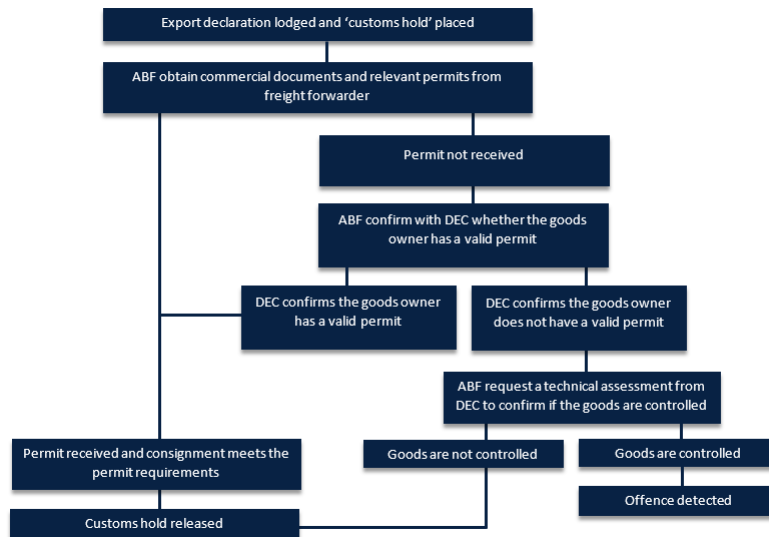 Export declaration lodged and ‘customs hold’ placed
ABF obtain commercial documents and relevant permits from
freight forwarder
Permit not received
ABF confirm with DEC whether the goods
owner has a valid permit
DEC confirms the goods owner
has a valid permit
DEC confirms the goods owner
does not have a valid permit
ABF request a technical assessment from
DEC to confirm if the goods are controlled
Permit received and consignment meets the
permit requirements
Goods are not controlled
Goods are controlled
Offence detected
Customs hold released